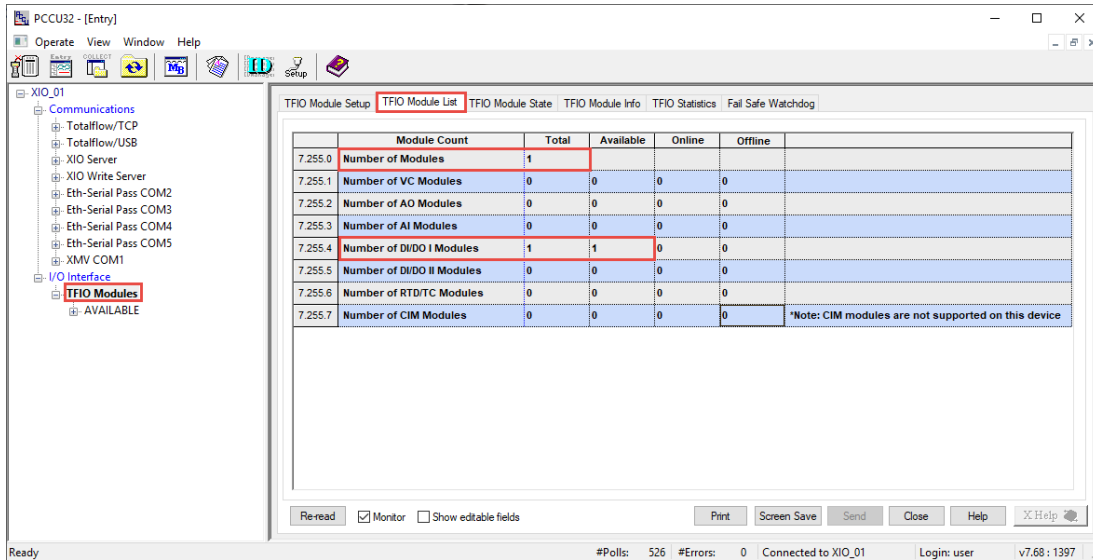 PCCU32 - [Entry]
Operate View Window Help
Entry COLLECT MB ID Setup
XIO_01
Communications
Totalflow/TCP
Totalflow/USB
XIO Server
XIO Write Server
Eth-Serial Pass COM2
Eth-Serial Pass COM3
Eth-Serial Pass COM4
Eth-Serial Pass COM5
XMV COM1
I/O Interface
TFIO Modules
AVAILABLE
TFIO Module Setup TFIO Module List TFIO Module State TFIO Module Info TFIO Statistics Fail Safe Watchdog
Module Count Total Available Online Offline
7.255.0 Number of Modules 1
7.255.1 Number of VC Modules 0 0 0 0
7.255.2 Number of AO Modules 0 0 0 0
7.255.3 Number of AI Modules 0 0 0 0
7.255.4 Number of DI/DO I Modules 1 1 0 0
7.255.5 Number of DI/DO II Modules 0 0 0 0
7.255.6 Number of RTD/TC Modules 0 0 0 0
7.255.7 Number of CIM Modules 0 0 0 0 *Note: CIM modules are not supported on this device
Re-read Monitor Show editable fields Print Screen Save Send Close Help X Help
Ready #Polls: 526 #Errors: 0 Connected to XIO_01 Login: user v7.68 : 1397